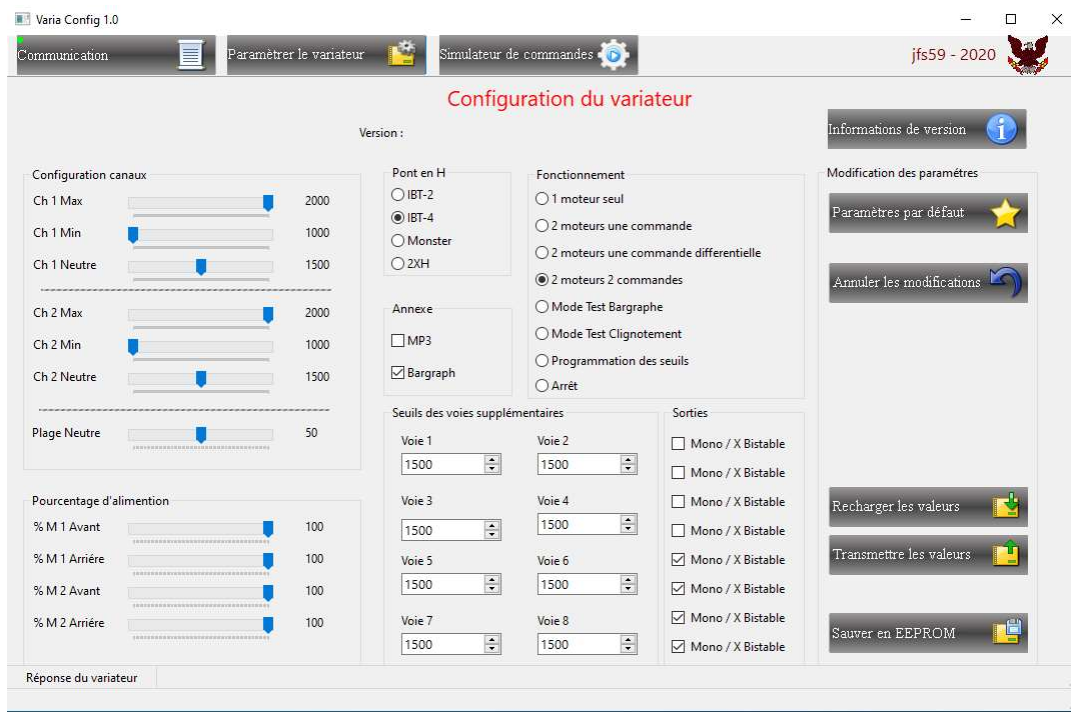 Varia Config 1.0
Communication
Paramètrer le variateur
Simulateur de commandes
jfs59 - 2020
Configuration du variateur
Version :
Informations de version
Configuration canaux
Ch 1 Max 2000
Ch 1 Min 1000
Ch 1 Neutre 1500
Ch 2 Max 2000
Ch 2 Min 1000
Ch 2 Neutre 1500
Plage Neutre 50
Pourcentage d'alimention
% M 1 Avant 100
% M 1 Arriére 100
% M 2 Avant 100
% M 2 Arriére 100
Pont en H
IBT-2
IBT-4
Monster
2XH
Annexe
MP3
Bargraph
Fonctionnement
1 moteur seul
2 moteurs une commande
2 moteurs une commande differentielle
2 moteurs 2 commandes
Mode Test Bargraphe
Mode Test Clignotement
Programmation des seuils
Arrêt
Seuils des voies supplémentaires
Voie 1 Voie 2
1500 1500
Voie 3 Voie 4
1500 1500
Voie 5 Voie 6
1500 1500
Voie 7 Voie 8
1500 1500
Sorties
Mono / X Bistable
Mono / X Bistable
Mono / X Bistable
Mono / X Bistable
Mono / X Bistable
Mono / X Bistable
Mono / X Bistable
Mono / X Bistable
Modification des paramétres
Paramètres par défaut
Annuler les modifications
Recharger les valeurs
Transmettre les valeurs
Sauver en EEPROM
Réponse du variateur